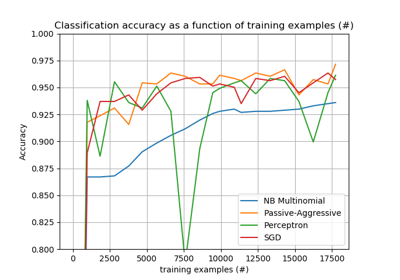 Classification accuracy as a function of training examples (#)
1.000
0.975
0.950
0.925
0.900
0.875
0.850
0.825
0.800
Accuracy
NB Multinomial
Passive-Aggressive
Perceptron
SGD
0 2500 5000 7500 10000 12500 15000 17500
training examples (#)